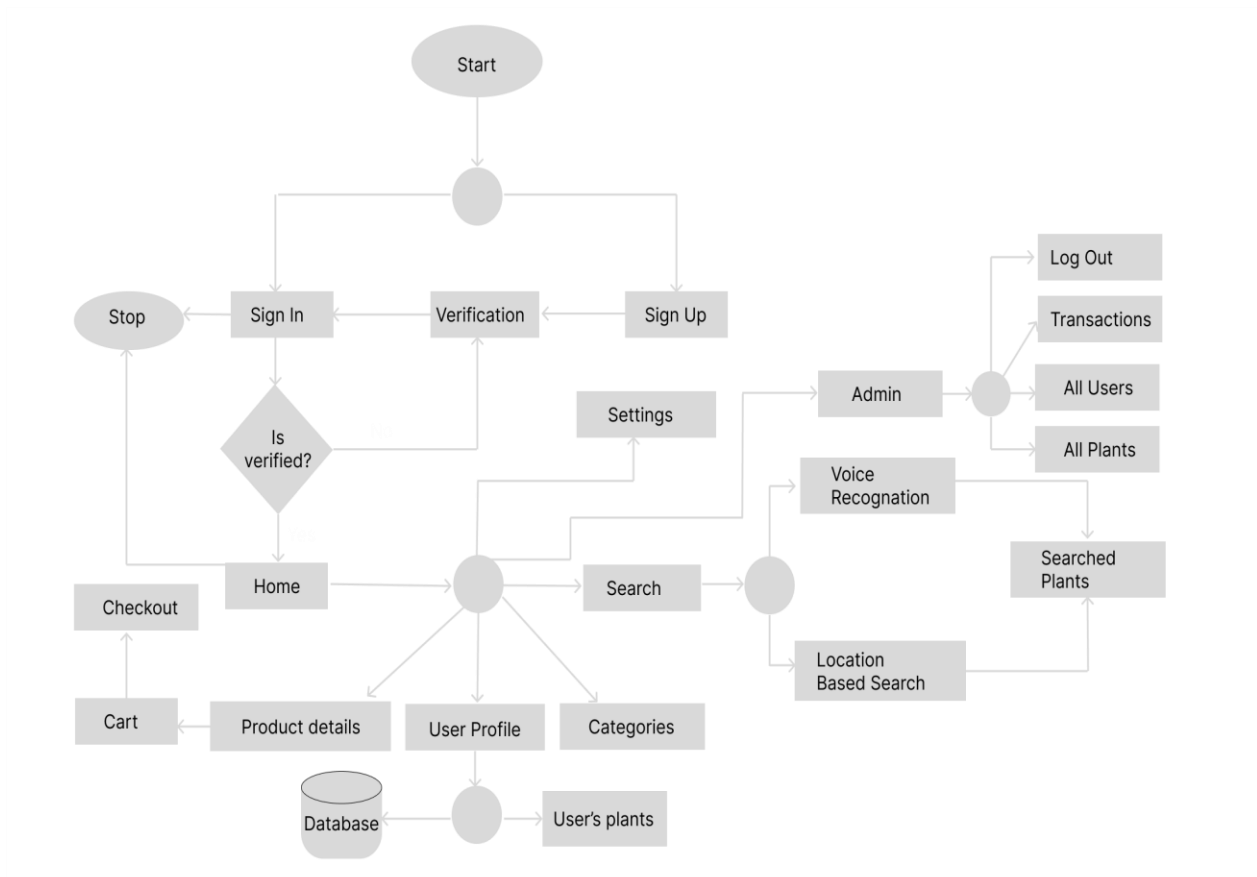 Start
Stop
Sign In
Verification
Sign Up
Log Out
Transactions
Admin
All Users
All Plants
Settings
Is
verified?
Voice
Recognation
Home
Search
Searched
Plants
Checkout
Location
Based Search
Cart
Product details
User Profile
Categories
Database
User’s plants